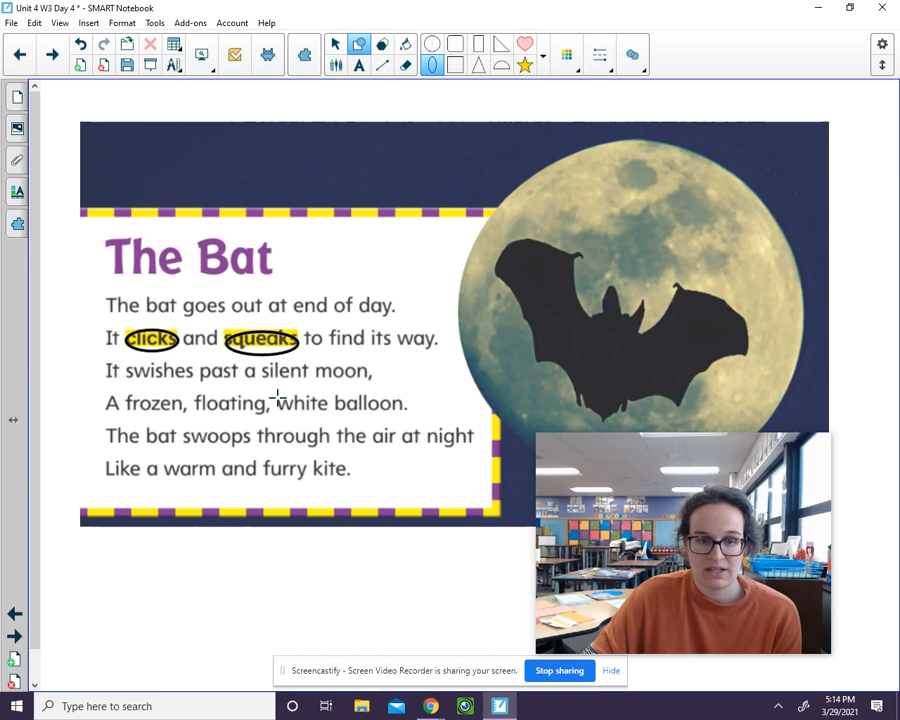 Unit 4 W3 Day 4 * - SMART Notebook
File Edit View Insert Format Tools Add-ons Account Help
The Bat
The bat goes out at end of day.
It clicks and squeaks to find its way.
It swishes past a silent moon,
A frozen, floating, white balloon.
The bat swoops through the air at night
Like a warm and furry kite.
Screencastify - Screen Video Recorder is sharing your screen. Stop sharing Hide
Type here to search
5:14 PM
3/29/2021